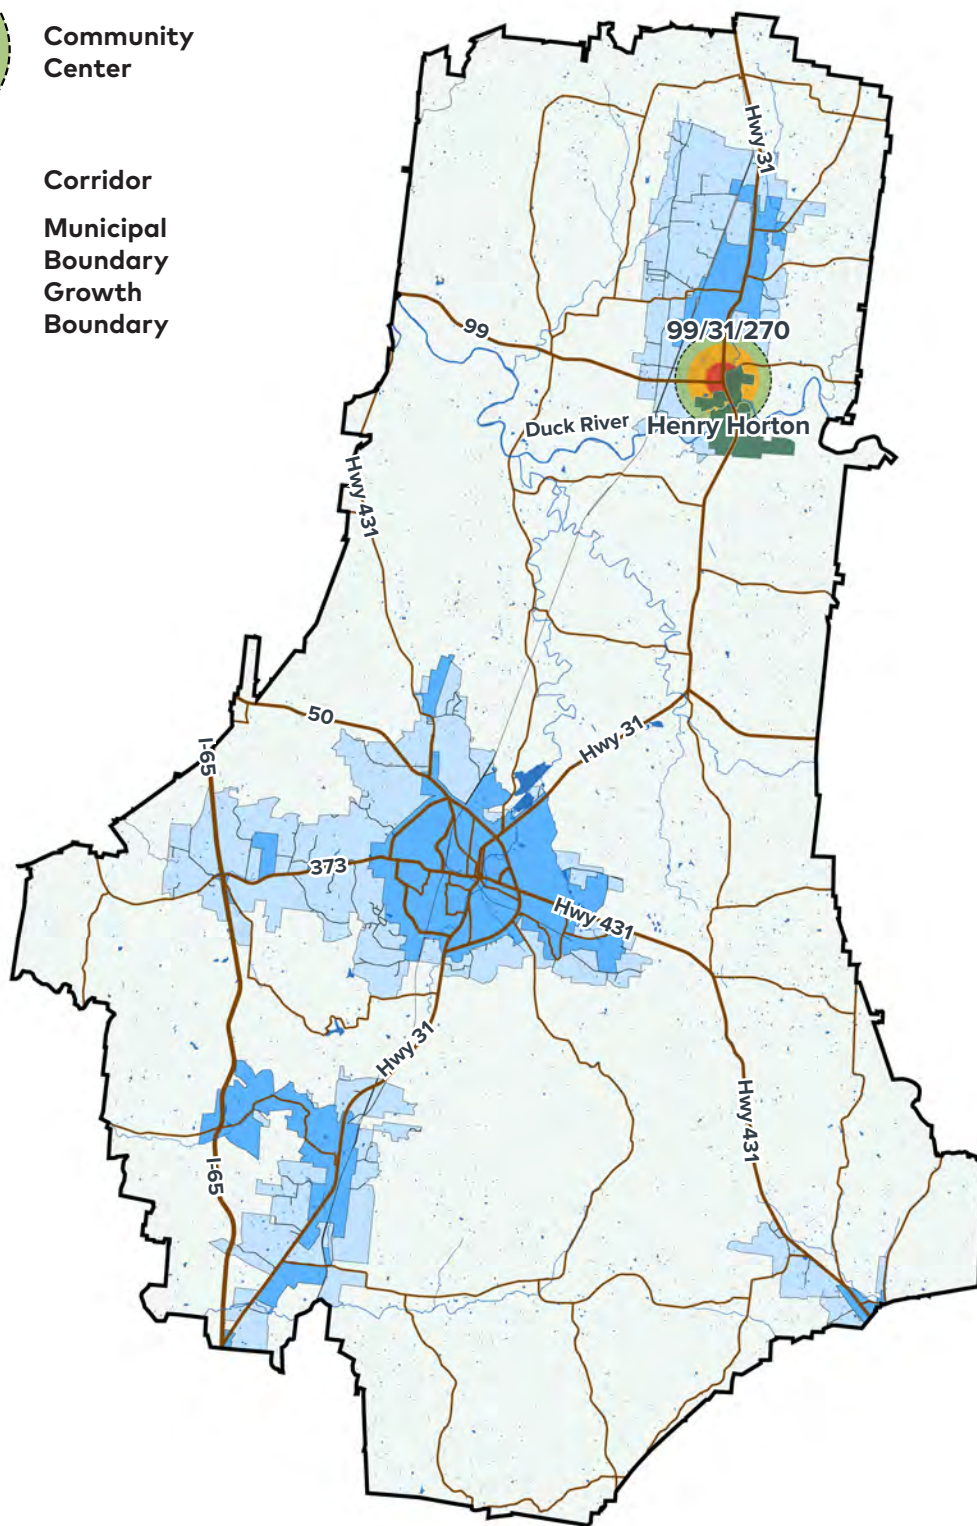 Community
Center
Corridor
Municipal
Boundary
Growth
Boundary
Hwy 31
99
99/31/270
Duck River
Henry Horton
Hwy 431
50
Hwy 31
I-65
373
Hwy 431
Hwy 31
Hwy 431
I-65